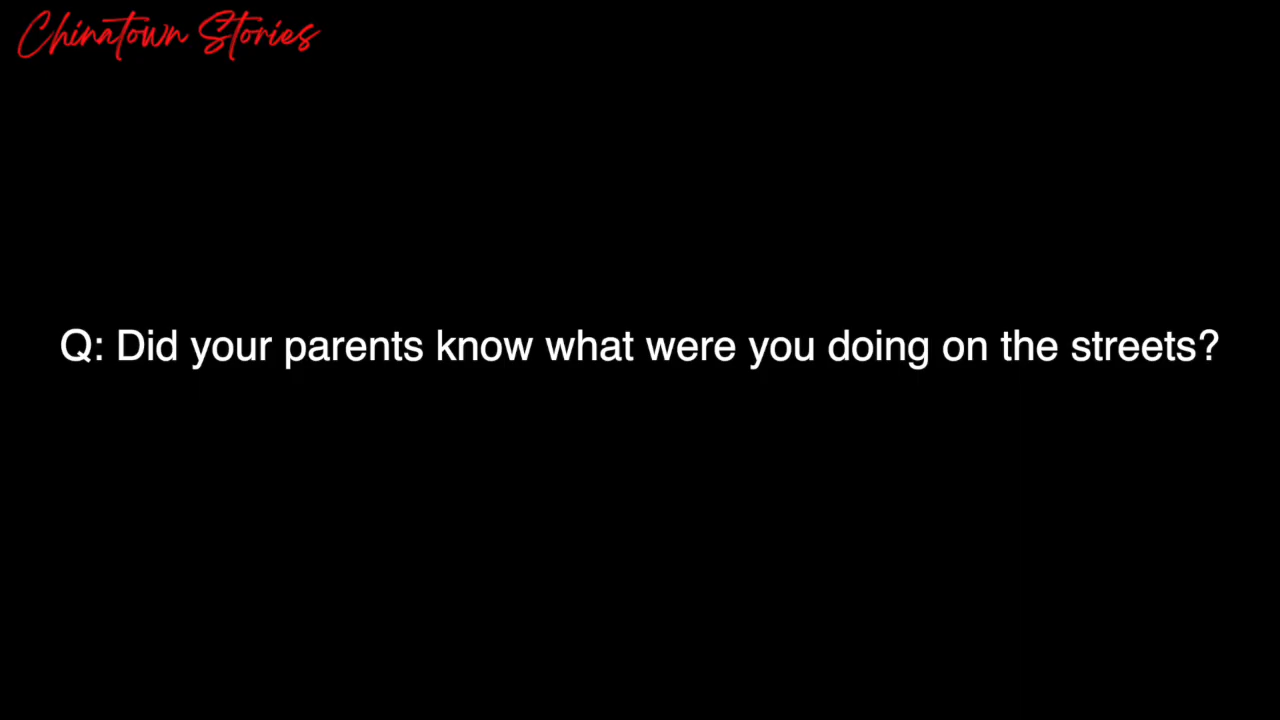 Chinatown Stories
Q: Did your parents know what were you doing on the streets?